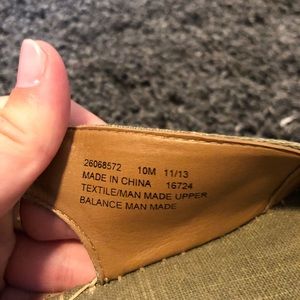 26068572 10M 11/13
MADE IN CHINA 16724
TEXTILE/MAN MADE UPPER
BALANCE MAN MADE